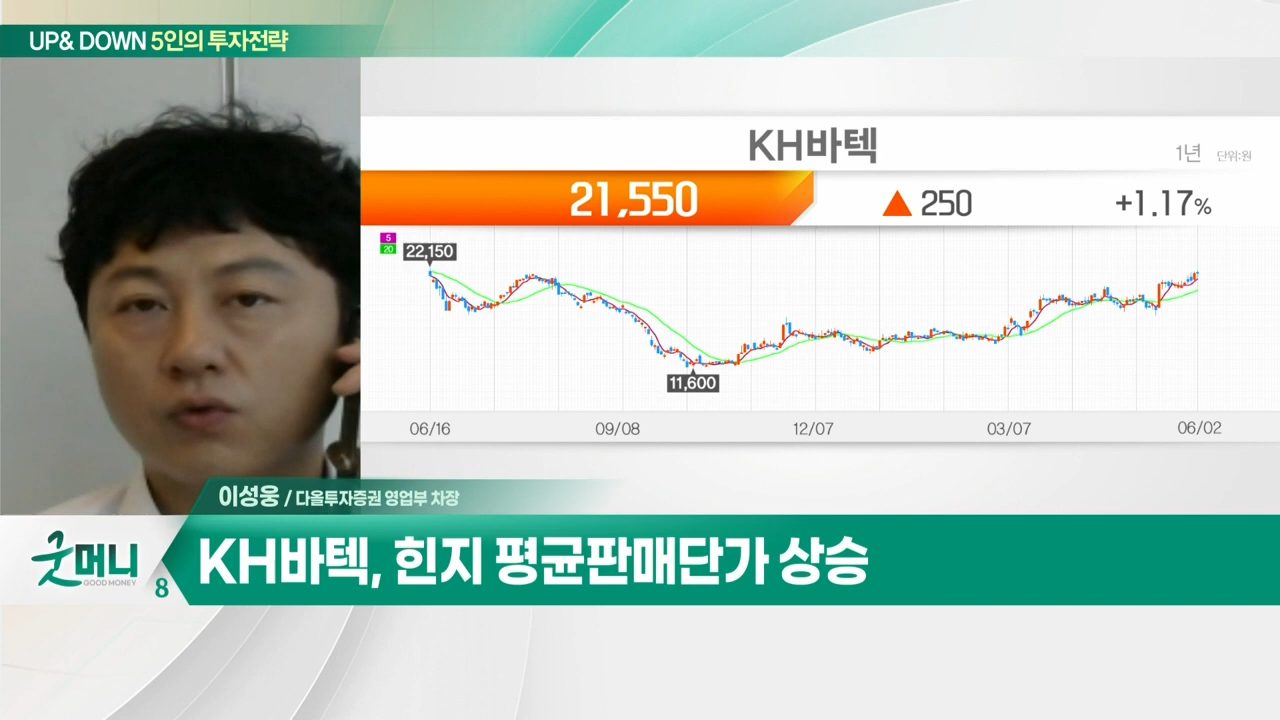 UP& DOWN 5인의 투자전략
KH바텍
1년 단위:원
21,550 ▲ 250 +1.17%
5
20
22,150
11,600
06/16 09/08 12/07 03/07 06/02
이성웅 / 다올투자증권 영업부 차장
굿머니
GOOD MONEY
8
KH바텍, 힌지 평균판매단가 상승